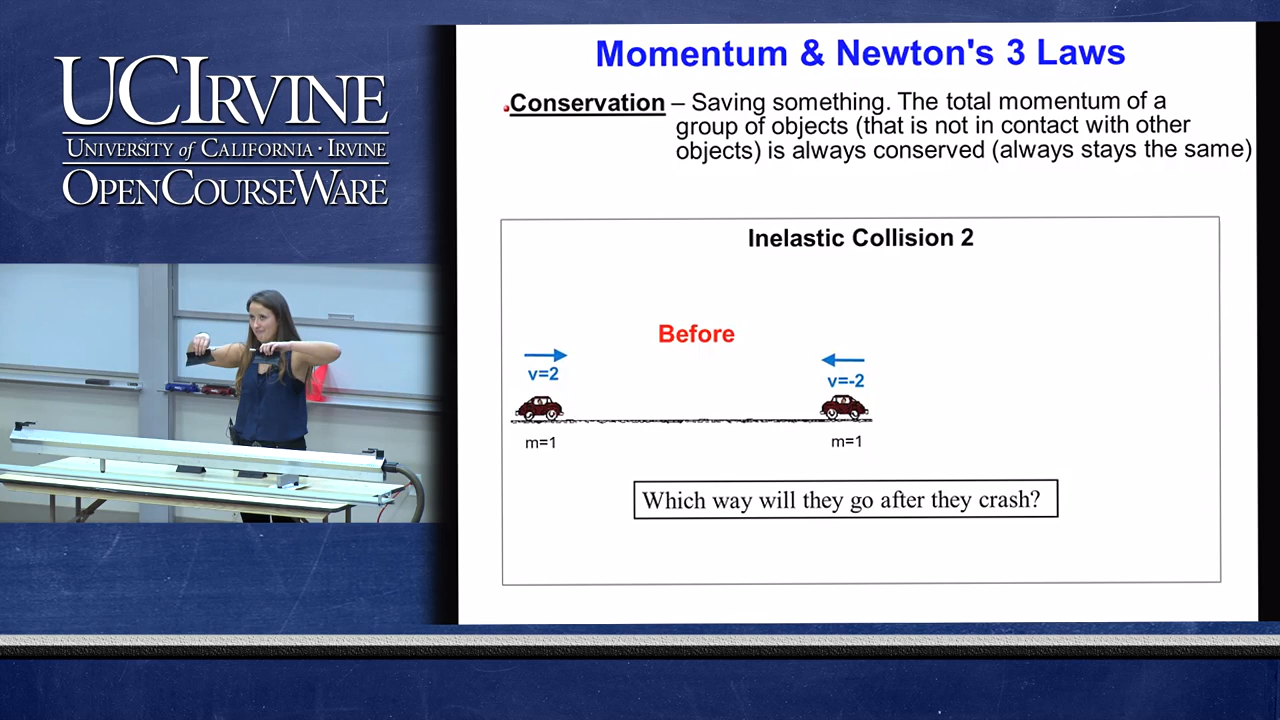 UCIRVINE
UNIVERSITY of CALIFORNIA · IRVINE
OPENCOURSEWARE
Momentum & Newton's 3 Laws
Conservation – Saving something. The total momentum of a
group of objects (that is not in contact with other
objects) is always conserved (always stays the same)
Inelastic Collision 2
Before
v=2
v=-2
m=1
m=1
Which way will they go after they crash?